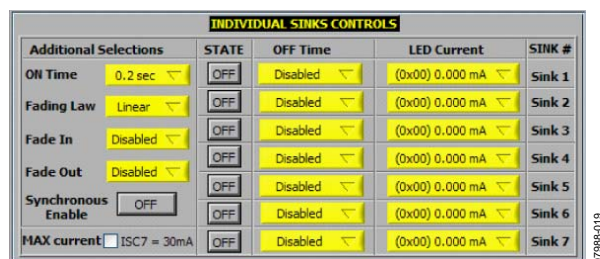 INDIVIDUAL SINKS CONTROLS
Additional Selections STATE OFF Time LED Current SINK #
ON Time 0.2 sec OFF Disabled (0x00) 0.000 mA Sink 1
Fading Law Linear OFF Disabled (0x00) 0.000 mA Sink 2
Fade In Disabled OFF Disabled (0x00) 0.000 mA Sink 3
OFF Disabled (0x00) 0.000 mA Sink 4
Fade Out Disabled OFF Disabled (0x00) 0.000 mA Sink 5
Synchronous Enable OFF OFF Disabled (0x00) 0.000 mA Sink 6
MAX current ISC7 = 30mA OFF Disabled (0x00) 0.000 mA Sink 7
07988-019